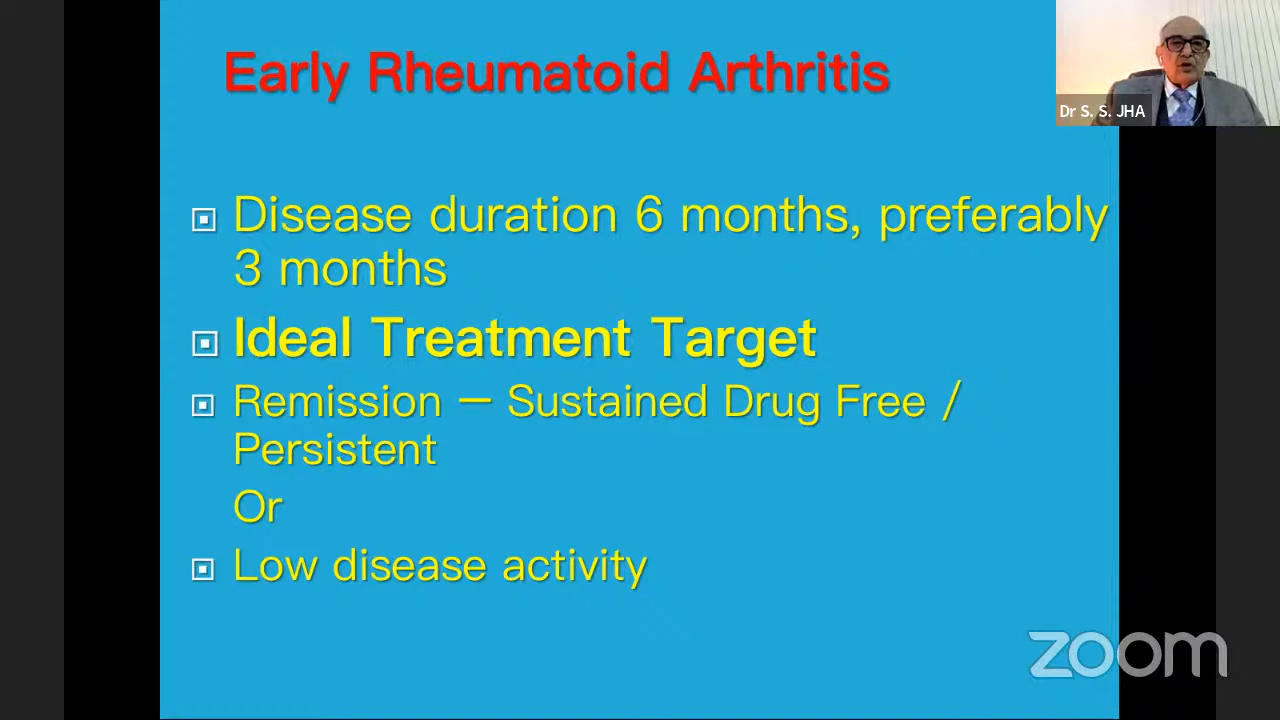 Early Rheumatoid Arthritis
Dr S. S. JHA
Disease duration 6 months, preferably
3 months
Ideal Treatment Target
Remission – Sustained Drug Free /
Persistent
Or
Low disease activity
zoom